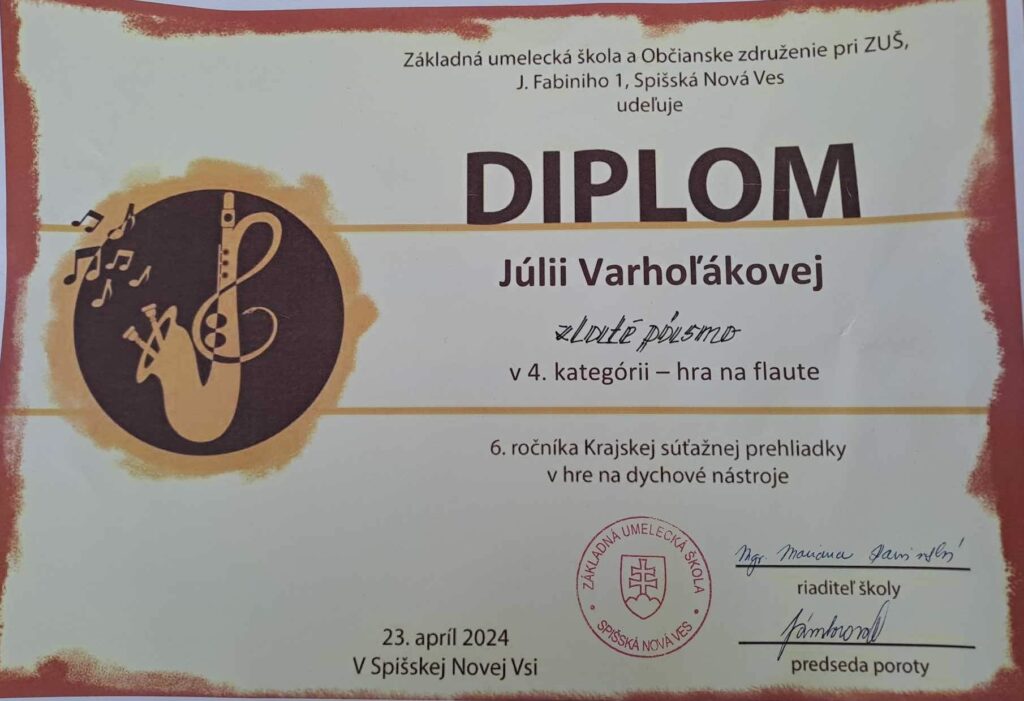 Základná umelecká škola a Občianske združenie pri ZUŠ,
J. Fabiniho 1, Spišská Nová Ves
udeľuje
DIPLOM
Júlii Varhoľákovej
zlaté pásmo
v 4. kategórii – hra na flaute
6. ročníka Krajskej súťažnej prehliadky
v hre na dychové nástroje
ZÁKLADNÁ UMELECKÁ ŠKOLA
SPIŠSKÁ NOVÁ VES
Mgr. Mariana
riaditeľ školy
predseda poroty
23. apríl 2024
V Spišskej Novej Vsi